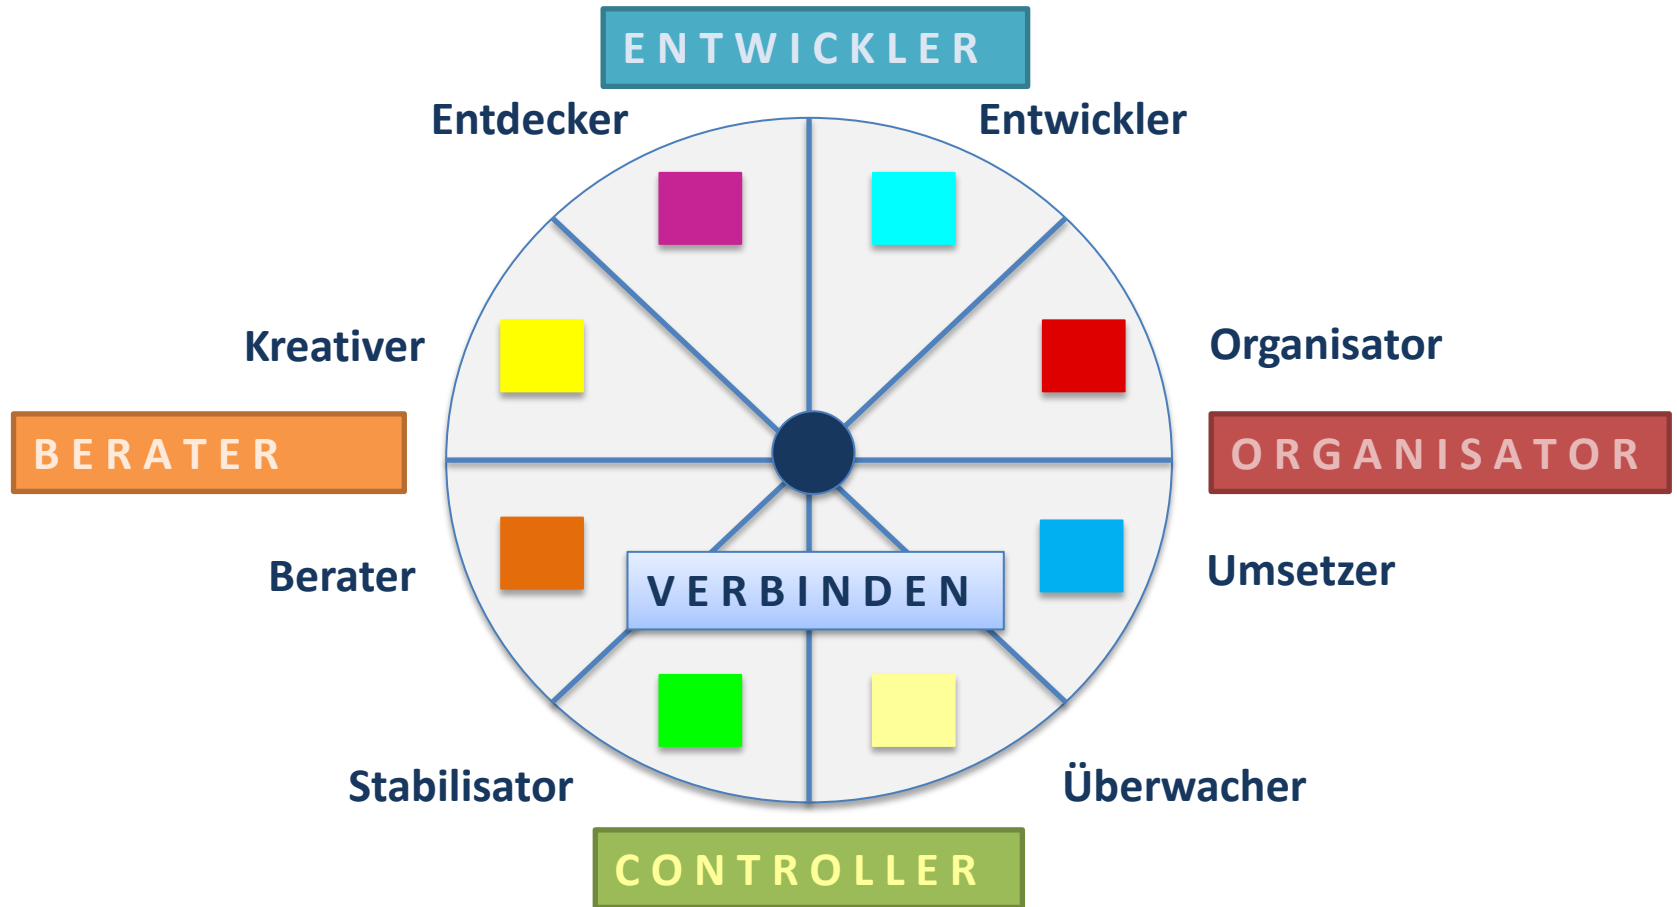 ENTWICKLER
Entdecker
Entwickler
Kreativer
Organisator
BERATER
ORGANISATOR
Berater
VERBINDEN
Umsetzer
Stabilisator
Überwacher
CONTROLLER